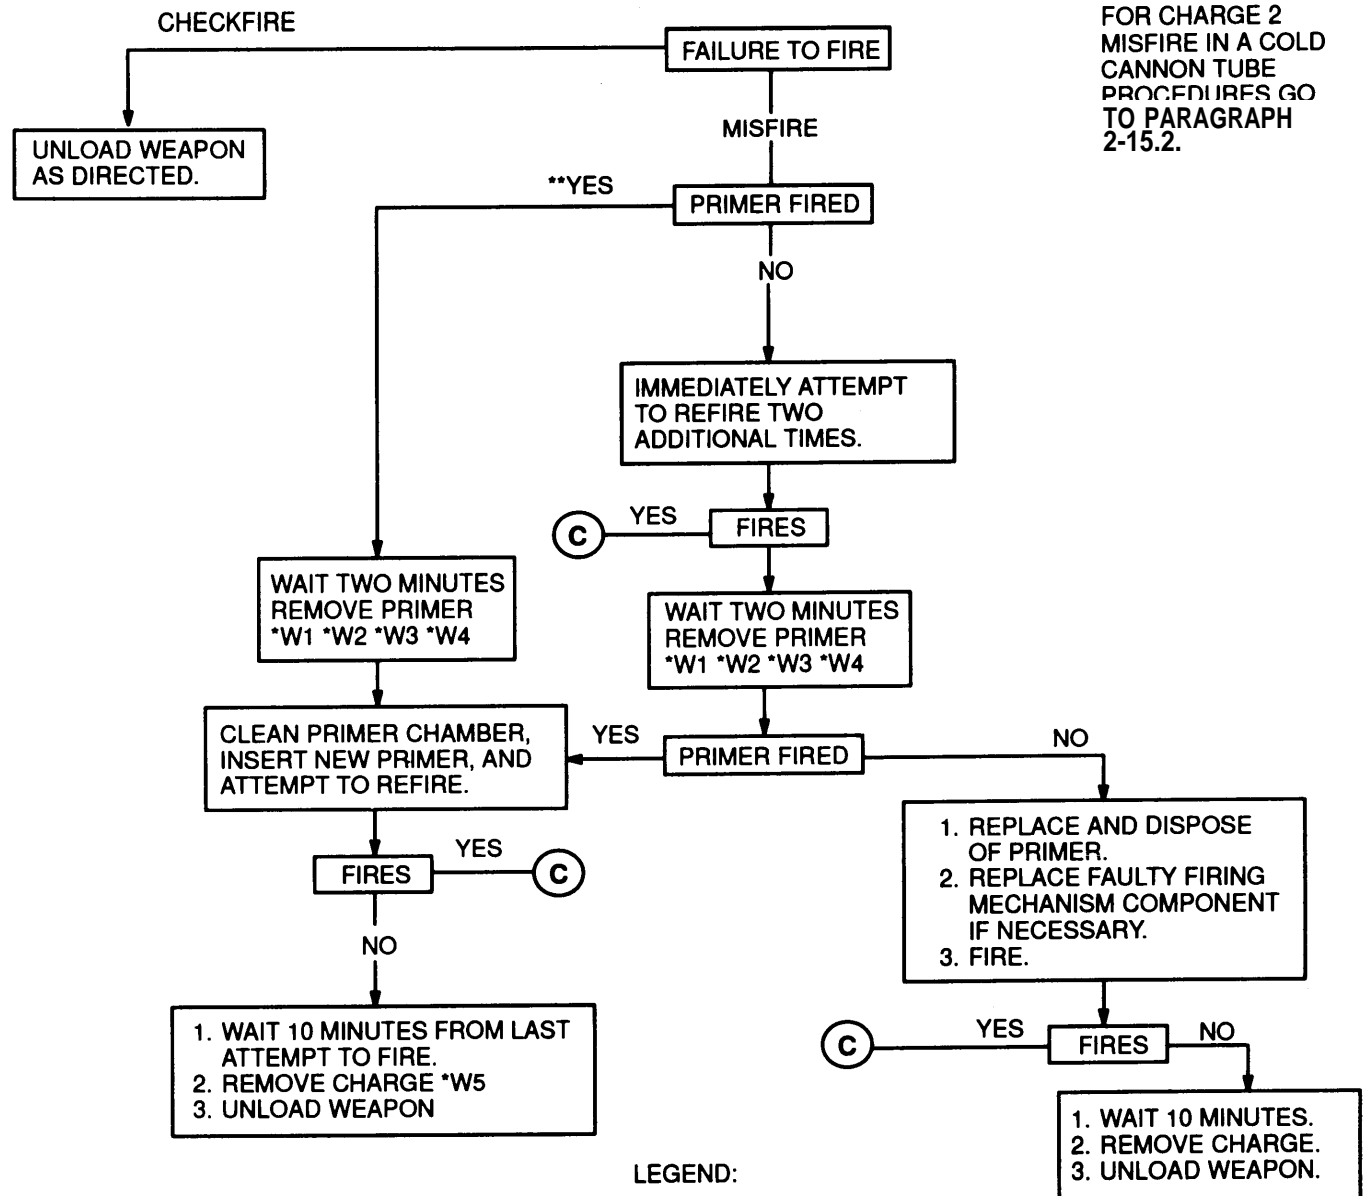 CHECKFIRE
FAILURE TO FIRE
FOR CHARGE 2
MISFIRE IN A COLD
CANNON TUBE
PROCEDURES GO
TO PARAGRAPH
2-15.2.
UNLOAD WEAPON
AS DIRECTED.
MISFIRE
**YES
PRIMER FIRED
NO
IMMEDIATELY ATTEMPT
TO REFIRE TWO
ADDITIONAL TIMES.
C
YES
FIRES
WAIT TWO MINUTES
REMOVE PRIMER
*W1 *W2 *W3 *W4
WAIT TWO MINUTES
REMOVE PRIMER
*W1 *W2 *W3 *W4
CLEAN PRIMER CHAMBER,
INSERT NEW PRIMER, AND
ATTEMPT TO REFIRE.
YES
PRIMER FIRED
NO
1. REPLACE AND DISPOSE
OF PRIMER.
2. REPLACE FAULTY FIRING
MECHANISM COMPONENT
IF NECESSARY.
3. FIRE.
FIRES
YES
C
NO
1. WAIT 10 MINUTES FROM LAST
ATTEMPT TO FIRE.
2. REMOVE CHARGE *W5
3. UNLOAD WEAPON
C
YES
FIRES
NO
1. WAIT 10 MINUTES.
2. REMOVE CHARGE.
3. UNLOAD WEAPON.
LEGEND: